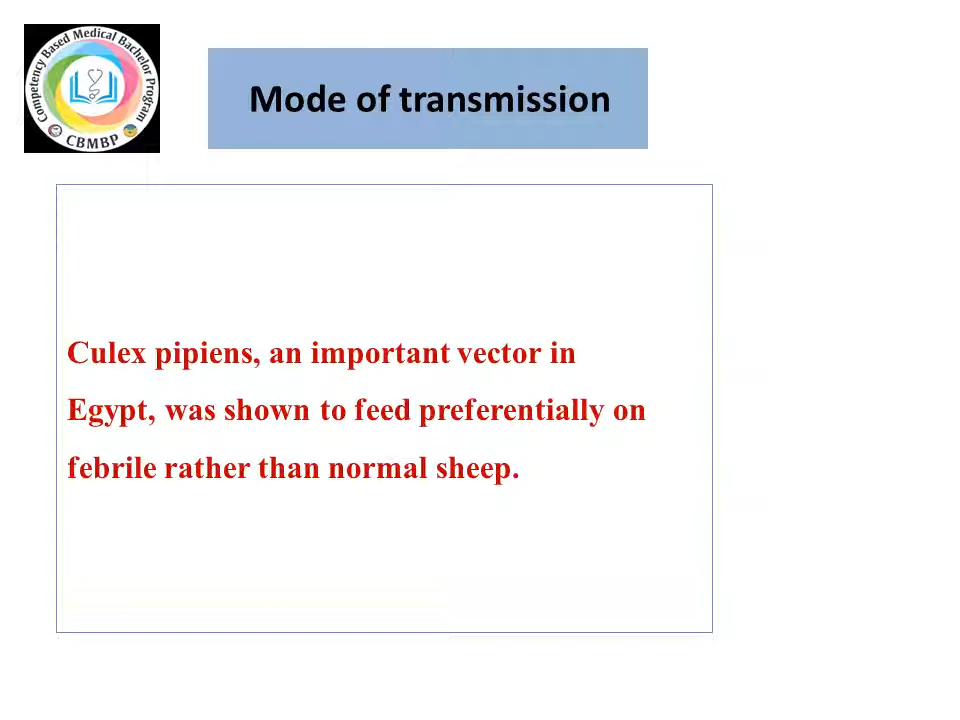 Competency Based Medical Bachelor Program
CBMBP
Mode of transmission
Culex pipiens, an important vector in
Egypt, was shown to feed preferentially on
febrile rather than normal sheep.